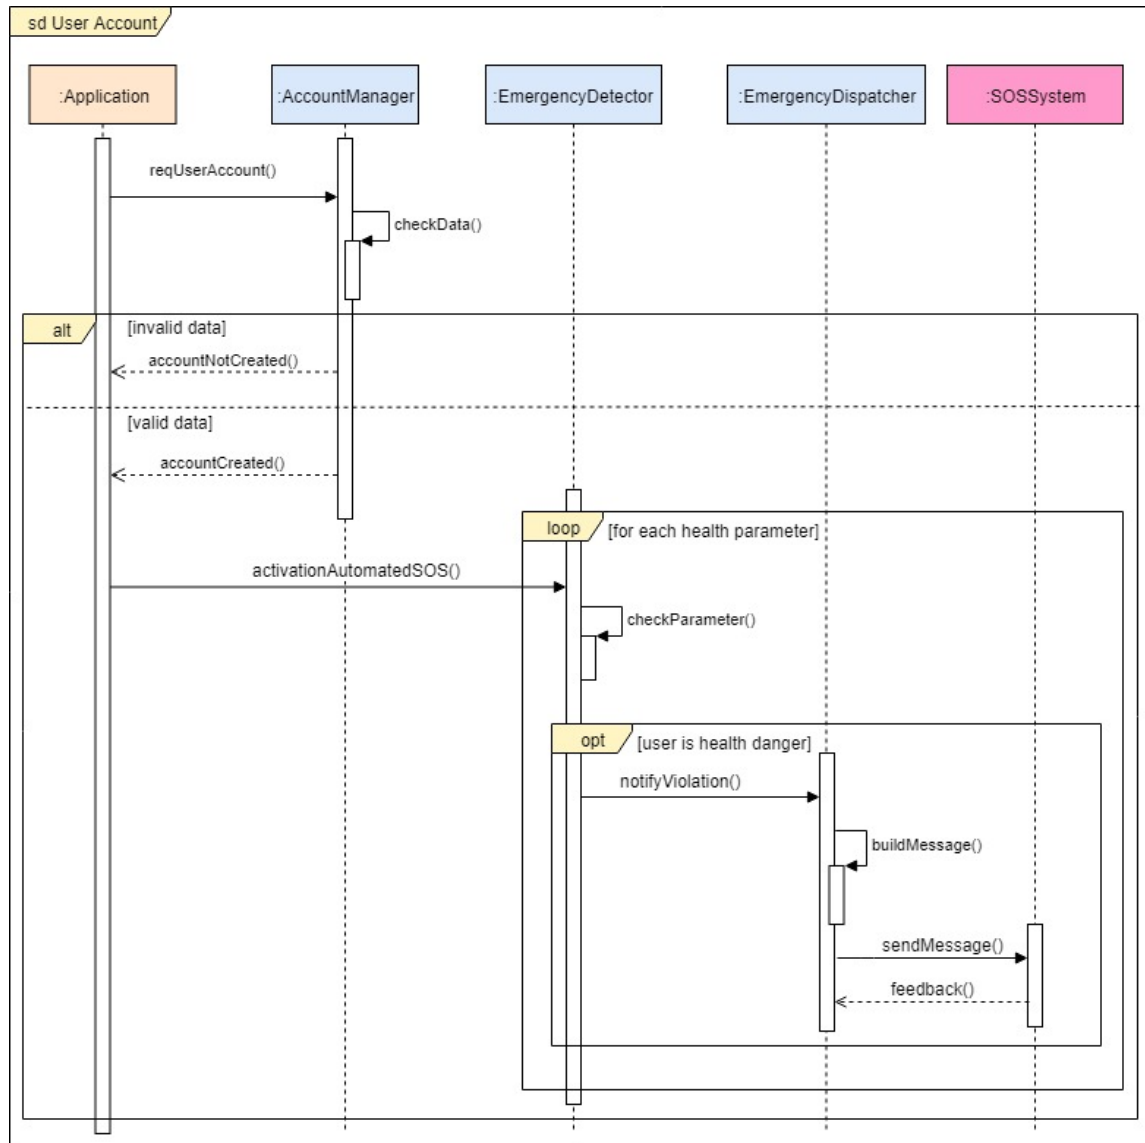 sd User Account
:Application
:AccountManager
:EmergencyDetector
:EmergencyDispatcher
:SOSSystem
reqUserAccount()
checkData()
alt
[invalid data]
accountNotCreated()
[valid data]
accountCreated()
loop
[for each health parameter]
activationAutomatedSOS()
checkParameter()
opt
[user is health danger]
notifyViolation()
buildMessage()
sendMessage()
feedback()